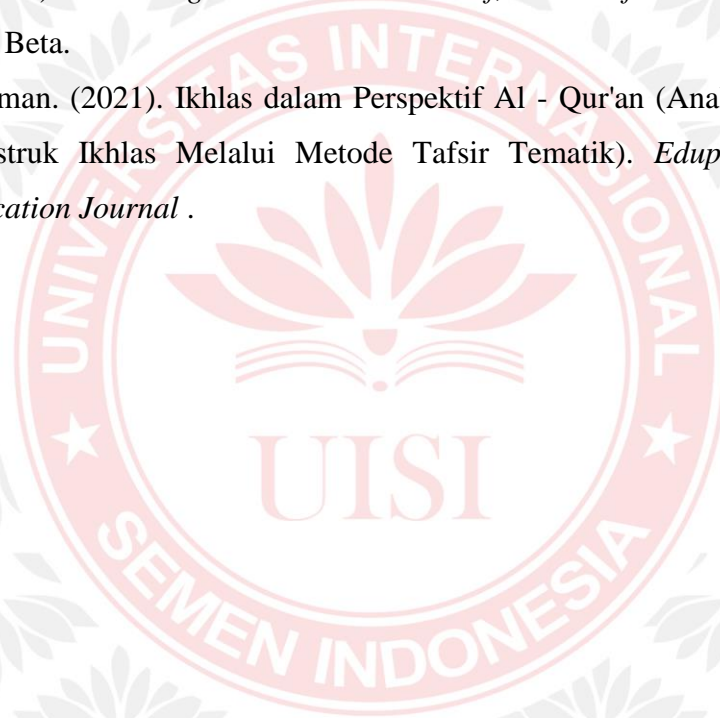 Beta.
man. (2021). Ikhlas dalam Perspektif Al - Qur'an (Ana
struk Ikhlas Melalui Metode Tafsir Tematik). Edup
cation Journal .
UNIVERSITAS INTERNASIONAL
UISI
SEMEN INDONESIA